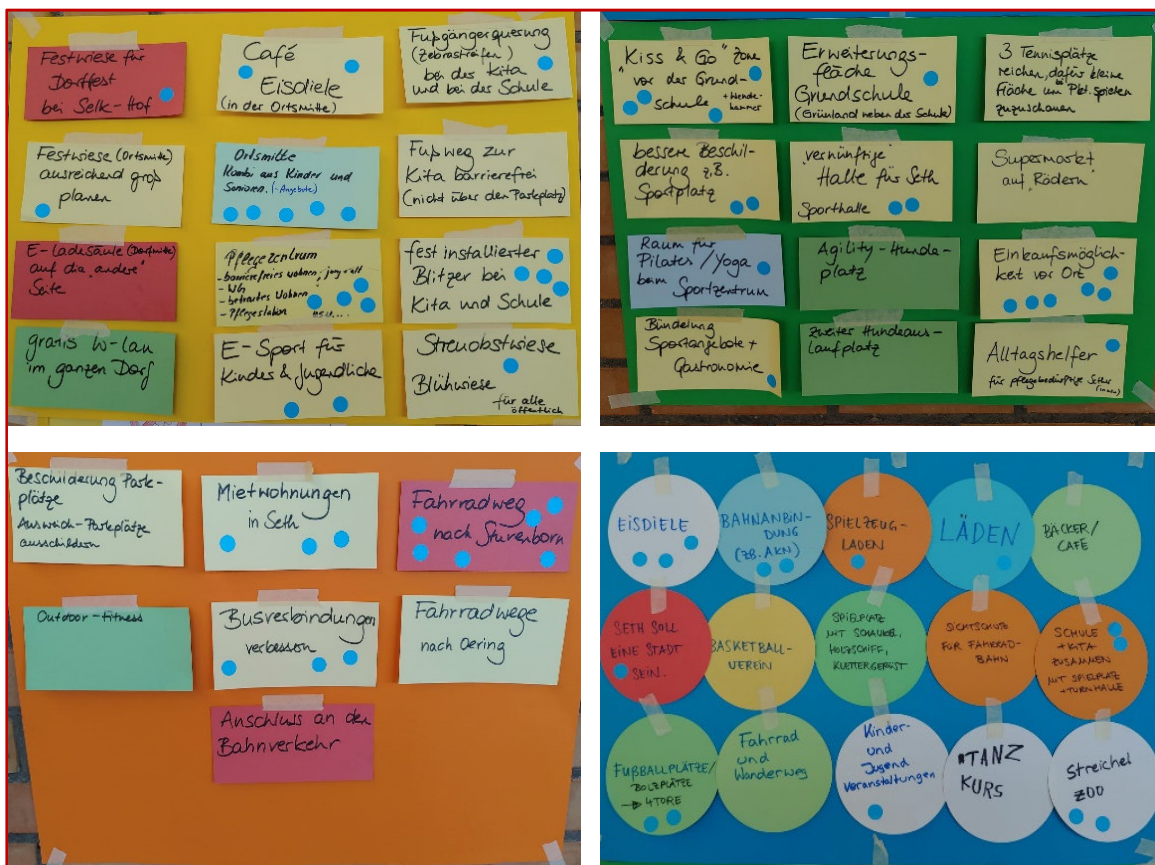 Festwiese für
Dorffest
bei Selk-Hof
Café
Eisdiele
(in der Ortsmitte)
Fußgängerquerung
(Zebrastreifen)
bei der Kita
und bei der Schule
Festwiese (Ortsmitte)
ausreichend groß
planen
Ortsmitte
Kombi aus Kinder und
Senioren. (-Angebote)
Fußweg zur
Kita barrierefrei
(nicht über den Parkplatz)
E-Ladesäule (Dorfmitte)
auf die "andere"
Seite
Pflegezentrum
- barrierefreies Wohnen, jung + alt
- WG
- betreutes Wohnen
- Pflegestation
fest installierter
Blitzer bei
Kita und Schule
gratis W-Lan
im ganzen Dorf
E-Sport für
Kinder & Jugendliche
Streuobstwiese
Blühwiese
für alle
öffentlich
"Kiss & Go" Zone
vor der Grund-
schule + Wende-
hammer
Erweiterungs-
fläche
Grundschule
(Grünland neben der Schule)
3 Tennisplätze
reichen, dafür kleine
Fläche um Pkt. Spielen
zuzuschauen
bessere Beschil-
derung z.B.
Sportplatz
vernünftige
Halle für Seth
Sporthalle
Supermarkt
auf "Rödern"
Raum für
Pilates/Yoga
beim Sportzentrum
Agility-Hunde-
platz
Einkaufsmöglich-
keit vor Ort
Bündelung
Sportangebote +
Gastronomie
zweiter Hundeaus-
laufplatz
Alltagshelfer
für pflegebedürftige Sether
(innen)
Beschilderung Park-
plätze
Ausweich-Parkplätze
ausschildern
Mietwohnungen
in Seth
Fahrradweg
nach Stuvenborn
Outdoor-Fitness
Busverbindungen
verbessern
Fahrradwege
nach Oering
Anschluss an den
Bahnverkehr
EISDIELE
BAHNANBIN-
DUNG
(ZB. AKN)
SPIELZEUG-
LADEN
LÄDEN
BÄCKER/
CAFE
SETH SOLL
EINE STADT
SEIN.
BASKETBALL-
VEREIN
SPIELPLATZ
MIT SCHAUKEL,
HOLZSCHIFF,
KLETTERGERÜST
SICHTSCHUTZ
FÜR FAHRRAD-
BAHN
SCHULE
+ KITA
ZUSAMMEN
MIT SPIELPLATZ
+ TURNHALLE
FUßBALLPLÄTZE/
BOLZPLÄTZE
→ 4 TORE
Fahrrad
und
Wanderweg
Kinder-
und
Jugend
veranstaltungen
TANZ
KURS
Streichel
ZOO